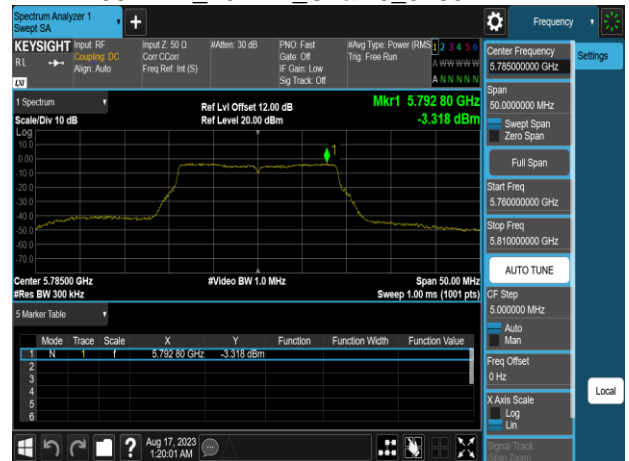 Spectrum Analyzer 1
Swept SA
Frequency
KEYSIGHT
Input: RF
Input Z: 50 Ω
#Atten: 30 dB
PNO: Fast
#Avg Type: Power (RMS
1 2 3 4 5 6
RL
Coupling: DC
Corr CCorr
Gate: Off
Trig: Free Run
A W W W W W
Align: Auto
Freq Ref: Int (S)
IF Gain: Low
Sig Track: Off
A N N N N N
LXI
Center Frequency
5.785000000 GHz
Settings
Span
50.0000000 MHz
Swept Span
Zero Span
Full Span
Start Freq
5.760000000 GHz
Stop Freq
5.810000000 GHz
AUTO TUNE
CF Step
5.000000 MHz
Auto
Man
Freq Offset
0 Hz
X Axis Scale
Log
Lin
Signal Track
(Span Zoom)
Local
1 Spectrum
Ref Lvl Offset 12.00 dB
Mkr1 5.792 80 GHz
Scale/Div 10 dB
Ref Level 20.00 dBm
-3.318 dBm
Log
10.0
0.00
-10.0
-20.0
-30.0
-40.0
-50.0
-60.0
-70.0
1
Center 5.78500 GHz
#Video BW 1.0 MHz
Span 50.00 MHz
#Res BW 300 kHz
Sweep 1.00 ms (1001 pts)
5 Marker Table
Mode Trace Scale X Y Function Function Width Function Value
1 N 1 f 5.792 80 GHz -3.318 dBm
2
3
4
5
6
Aug 17, 2023
1:20:01 AM